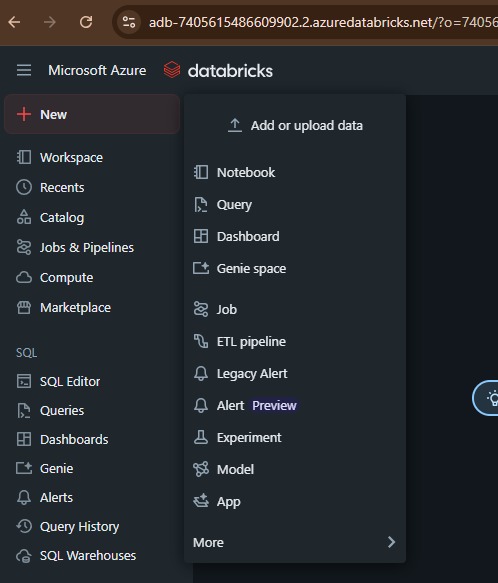 adb-7405615486609902.2.azuredatabricks.net/?o=74056
Microsoft Azure databricks
New
Workspace
Recents
Catalog
Jobs & Pipelines
Compute
Marketplace
SQL
SQL Editor
Queries
Dashboards
Genie
Alerts
Query History
SQL Warehouses
Add or upload data
Notebook
Query
Dashboard
Genie space
Job
ETL pipeline
Legacy Alert
Alert Preview
Experiment
Model
App
More